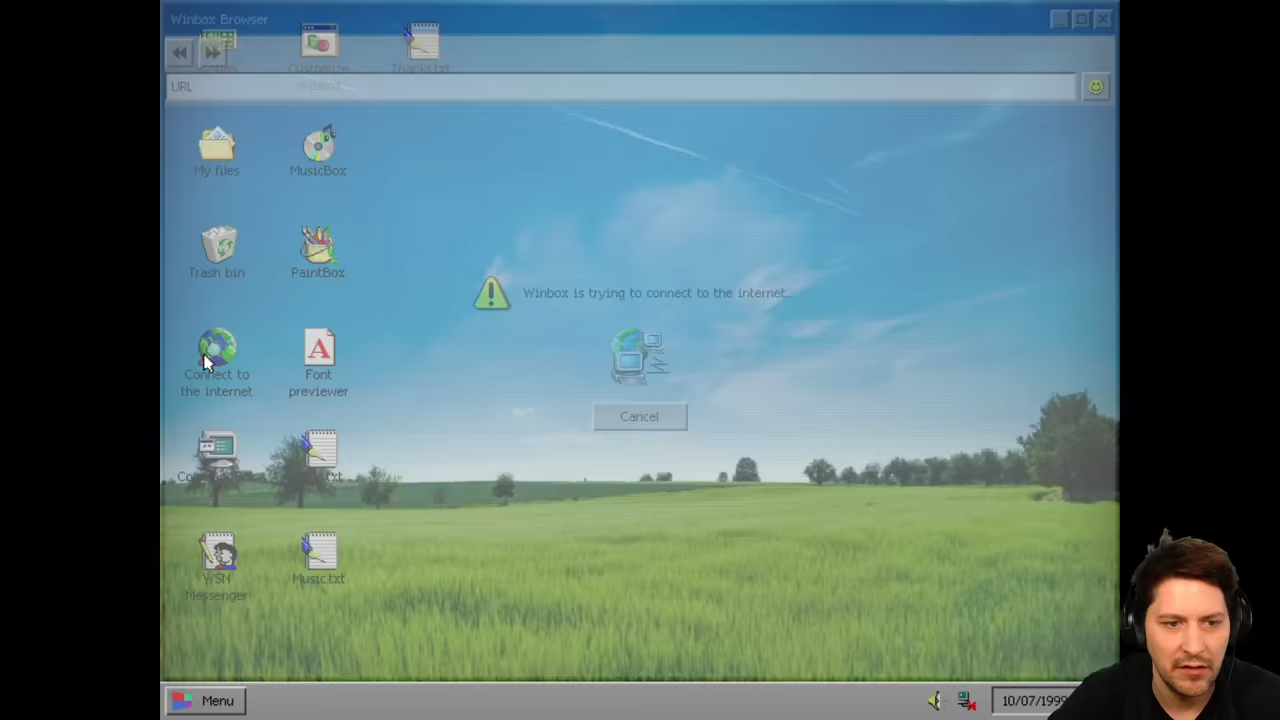 Winbox Browser
Customize
Thanks.txt
URL
My files
MusicBox
Trash bin
PaintBox
Winbox is trying to connect to the internet...
Connect to
the internet
Font
previewer
Cancel
Music.txt
WSN
Messenger
Menu
10/07/1999